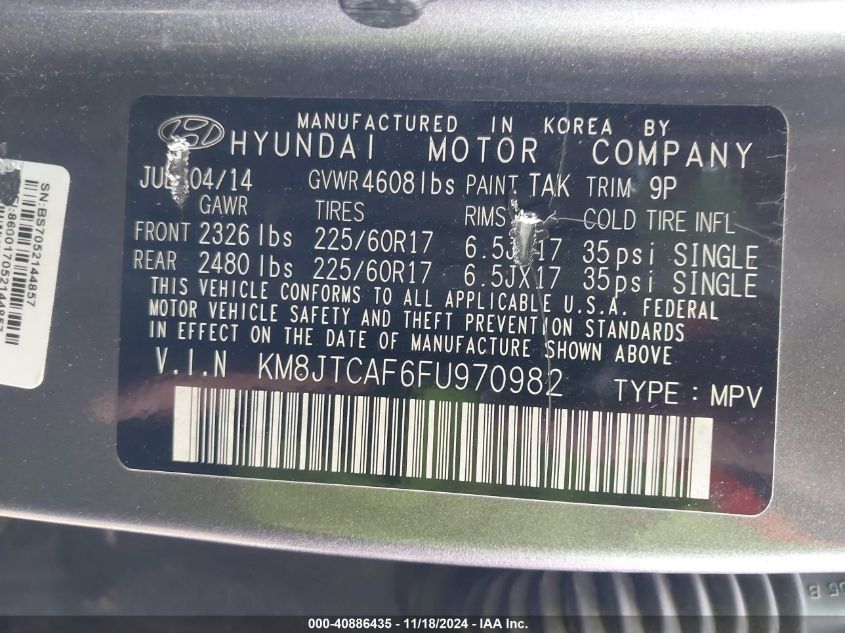 MANUFACTURED IN KOREA BY
HYUNDAI MOTOR COMPANY
04/14 GVWR 4608lbs PAINT TAK TRIM 9P
GAWR TIRES RIMS COLD TIRE INFL
FRONT 2326 lbs 225/60R17 35psi SINGLE
REAR 2480 lbs 225/60R17 6.5JX17 35psi SINGLE
THIS VEHICLE CONFORMS TO ALL APPLICABLE U.S.A. FEDERAL
MOTOR VEHICLE SAFETY AND THEFT PREVENTION STANDARDS
IN EFFECT ON THE DATE OF MANUFACTURE SHOWN ABOVE
V.I.N KM8JTCAF6FU970982 TYPE : MPV
SN:BS7052144857
000-40886435 - 11/18/2024 - IAA Inc.